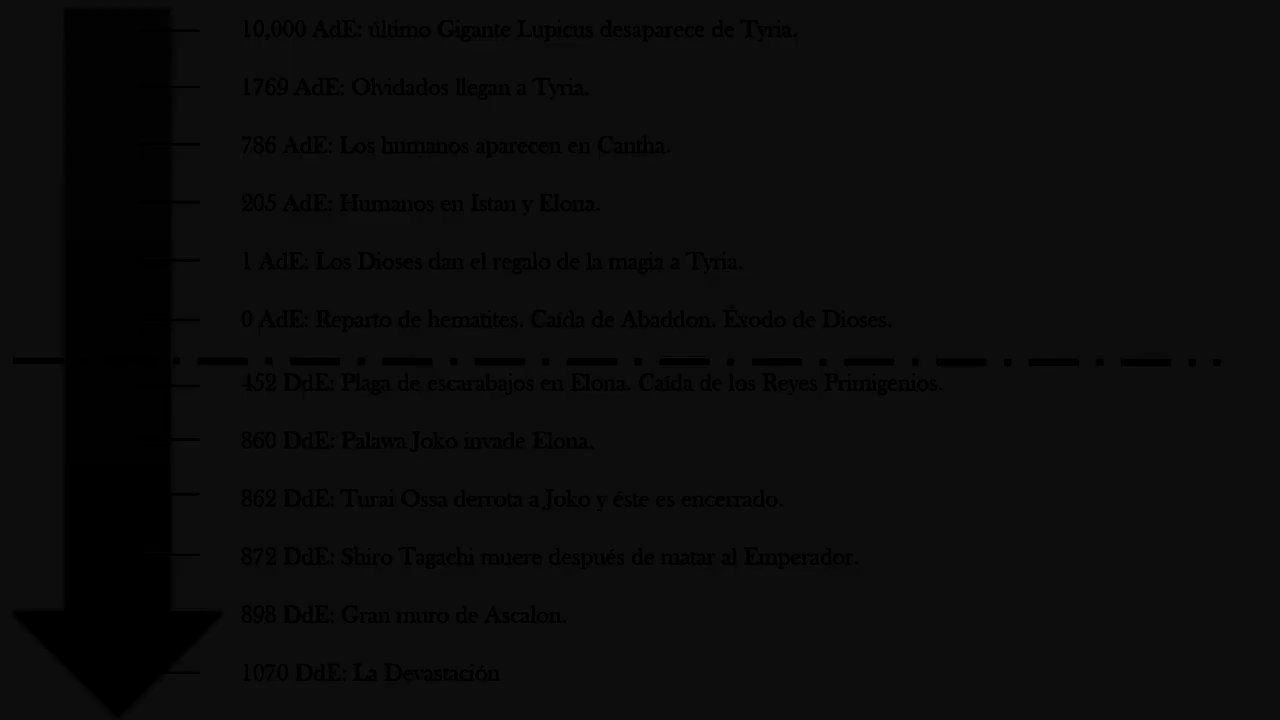 10,000 AdE: último Gigante Lupicus desaparece de Tyria.
1769 AdE: Olvidados llegan a Tyria.
786 AdE: Los humanos aparecen en Cantha.
205 AdE: Humanos en Istan y Elona.
1 AdE: Los Dioses dan el regalo de la magia a Tyria.
0 AdE: Reparto de hematites. Caída de Abaddon. Éxodo de Dioses.
452 DdE: Plaga de escarabajos en Elona. Caída de los Reyes Primigenios.
860 DdE: Palawa Joko invade Elona.
862 DdE: Turai Ossa derrota a Joko y éste es encerrado.
872 DdE: Shiro Tagachi muere después de matar al Emperador.
898 DdE: Gran muro de Ascalon.
1070 DdE: La Devastación